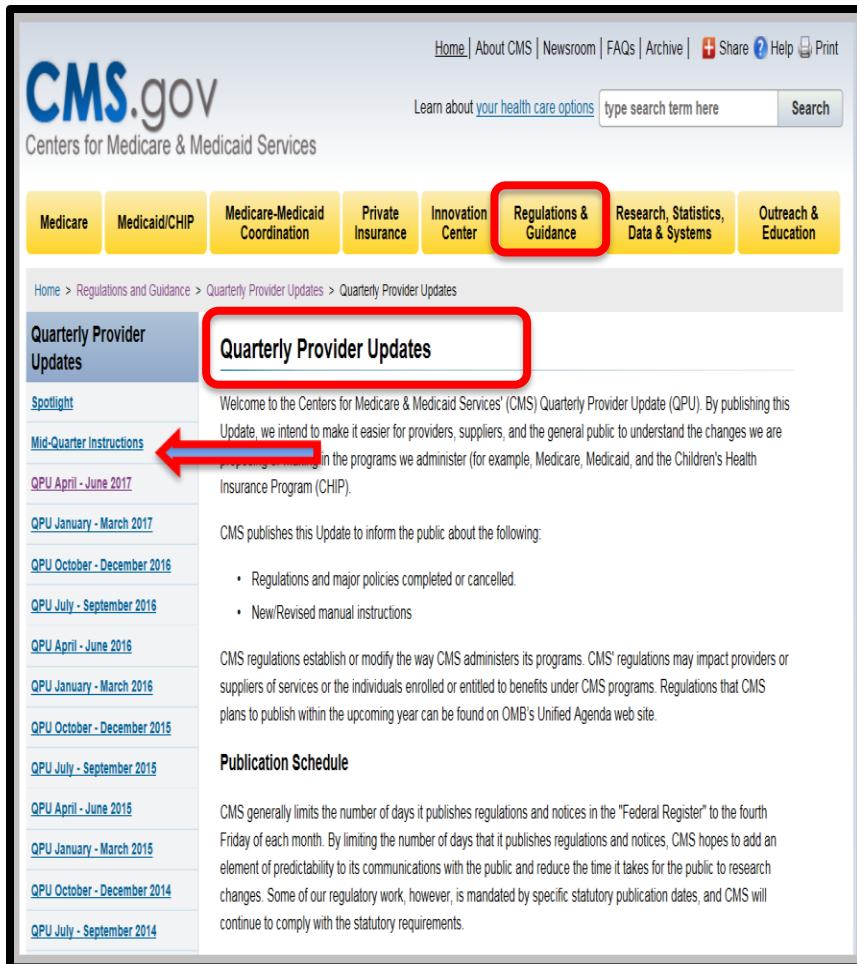 Home | About CMS | Newsroom | FAQs | Archive | Share Help Print
CMS.gov
Learn about your health care options type search term here Search
Centers for Medicare & Medicaid Services
Medicare
Medicaid/CHIP
Medicare-Medicaid
Coordination
Private
Insurance
Innovation
Center
Regulations &
Guidance
Research, Statistics,
Data & Systems
Outreach &
Education
Home > Regulations and Guidance > Quarterly Provider Updates > Quarterly Provider Updates
Quarterly Provider
Updates
Spotlight
Mid-Quarter Instructions
QPU April - June 2017
QPU January - March 2017
QPU October - December 2016
QPU July - September 2016
QPU April - June 2016
QPU January - March 2016
QPU October - December 2015
QPU July - September 2015
QPU April - June 2015
QPU January - March 2015
QPU October - December 2014
QPU July - September 2014
Quarterly Provider Updates
Welcome to the Centers for Medicare & Medicaid Services' (CMS) Quarterly Provider Update (QPU). By publishing this
Update, we intend to make it easier for providers, suppliers, and the general public to understand the changes we are
in the programs we administer (for example, Medicare, Medicaid, and the Children's Health
Insurance Program (CHIP).
CMS publishes this Update to inform the public about the following:
• Regulations and major policies completed or cancelled.
• New/Revised manual instructions
CMS regulations establish or modify the way CMS administers its programs. CMS' regulations may impact providers or
suppliers of services or the individuals enrolled or entitled to benefits under CMS programs. Regulations that CMS
plans to publish within the upcoming year can be found on OMB's Unified Agenda web site.
Publication Schedule
CMS generally limits the number of days it publishes regulations and notices in the "Federal Register" to the fourth
Friday of each month. By limiting the number of days that it publishes regulations and notices, CMS hopes to add an
element of predictability to its communications with the public and reduce the time it takes for the public to research
changes. Some of our regulatory work, however, is mandated by specific statutory publication dates, and CMS will
continue to comply with the statutory requirements.